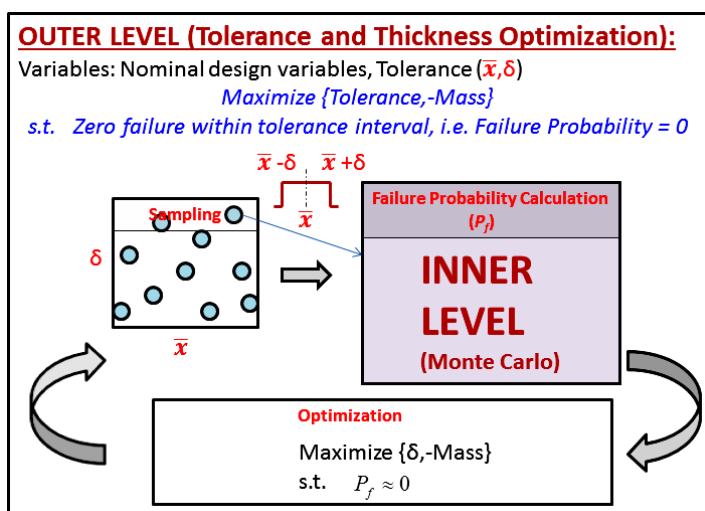 OUTER LEVEL (Tolerance and Thickness Optimization):
Variables: Nominal design variables, Tolerance (x̅,δ)
Maximize {Tolerance,-Mass}
s.t. Zero failure within tolerance interval, i.e. Failure Probability = 0
x̅ -δ x̅ +δ
x̅
Sampling
δ
x̅
Failure Probability Calculation
(Pf)
INNER
LEVEL
(Monte Carlo)
Optimization
Maximize {δ,-Mass}
s.t. Pf ≈ 0